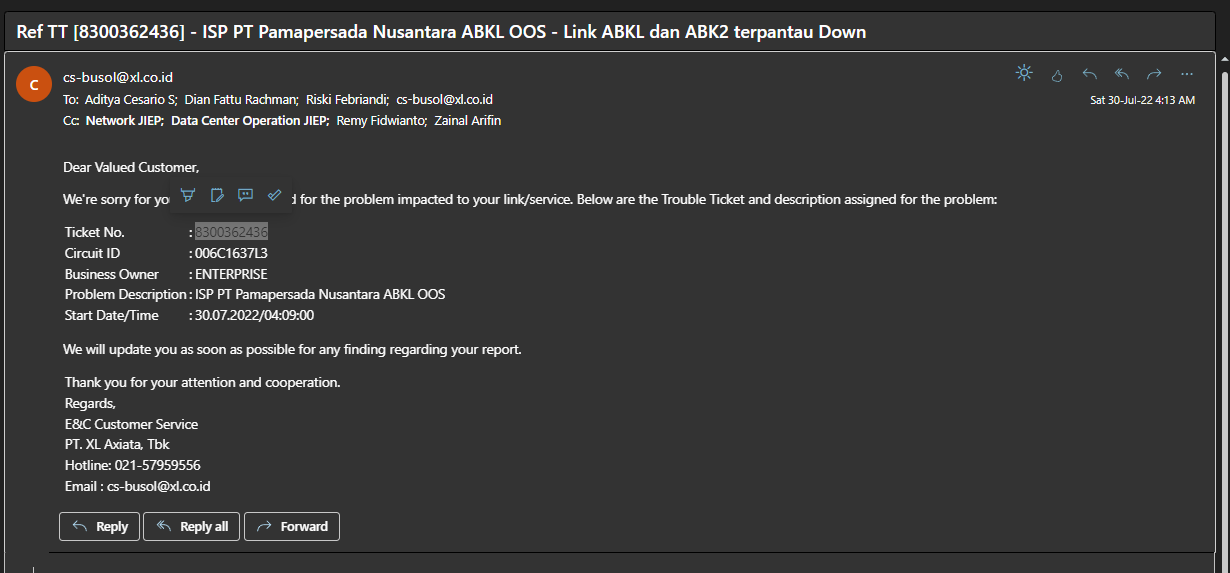 Ref TT [8300362436] - ISP PT Pamapersada Nusantara ABKL OOS - Link ABKL dan ABK2 terpantau Down
C
cs-busol@xl.co.id
To: Aditya Cesario S; Dian Fattu Rachman; Riski Febriandi; cs-busol@xl.co.id
Sat 30-Jul-22 4:13 AM
Cc: Network JIEP; Data Center Operation JIEP; Remy Fidwianto; Zainal Arifin
Dear Valued Customer,
We're sorry for for the problem impacted to your link/service. Below are the Trouble Ticket and description assigned for the problem:
Ticket No. : 8300362436
Circuit ID : 006C1637L3
Business Owner : ENTERPRISE
Problem Description : ISP PT Pamapersada Nusantara ABKL OOS
Start Date/Time : 30.07.2022/04:09:00
We will update you as soon as possible for any finding regarding your report.
Thank you for your attention and cooperation.
Regards,
E&C Customer Service
PT. XL Axiata, Tbk
Hotline: 021-57959556
Email : cs-busol@xl.co.id
Reply Reply all Forward